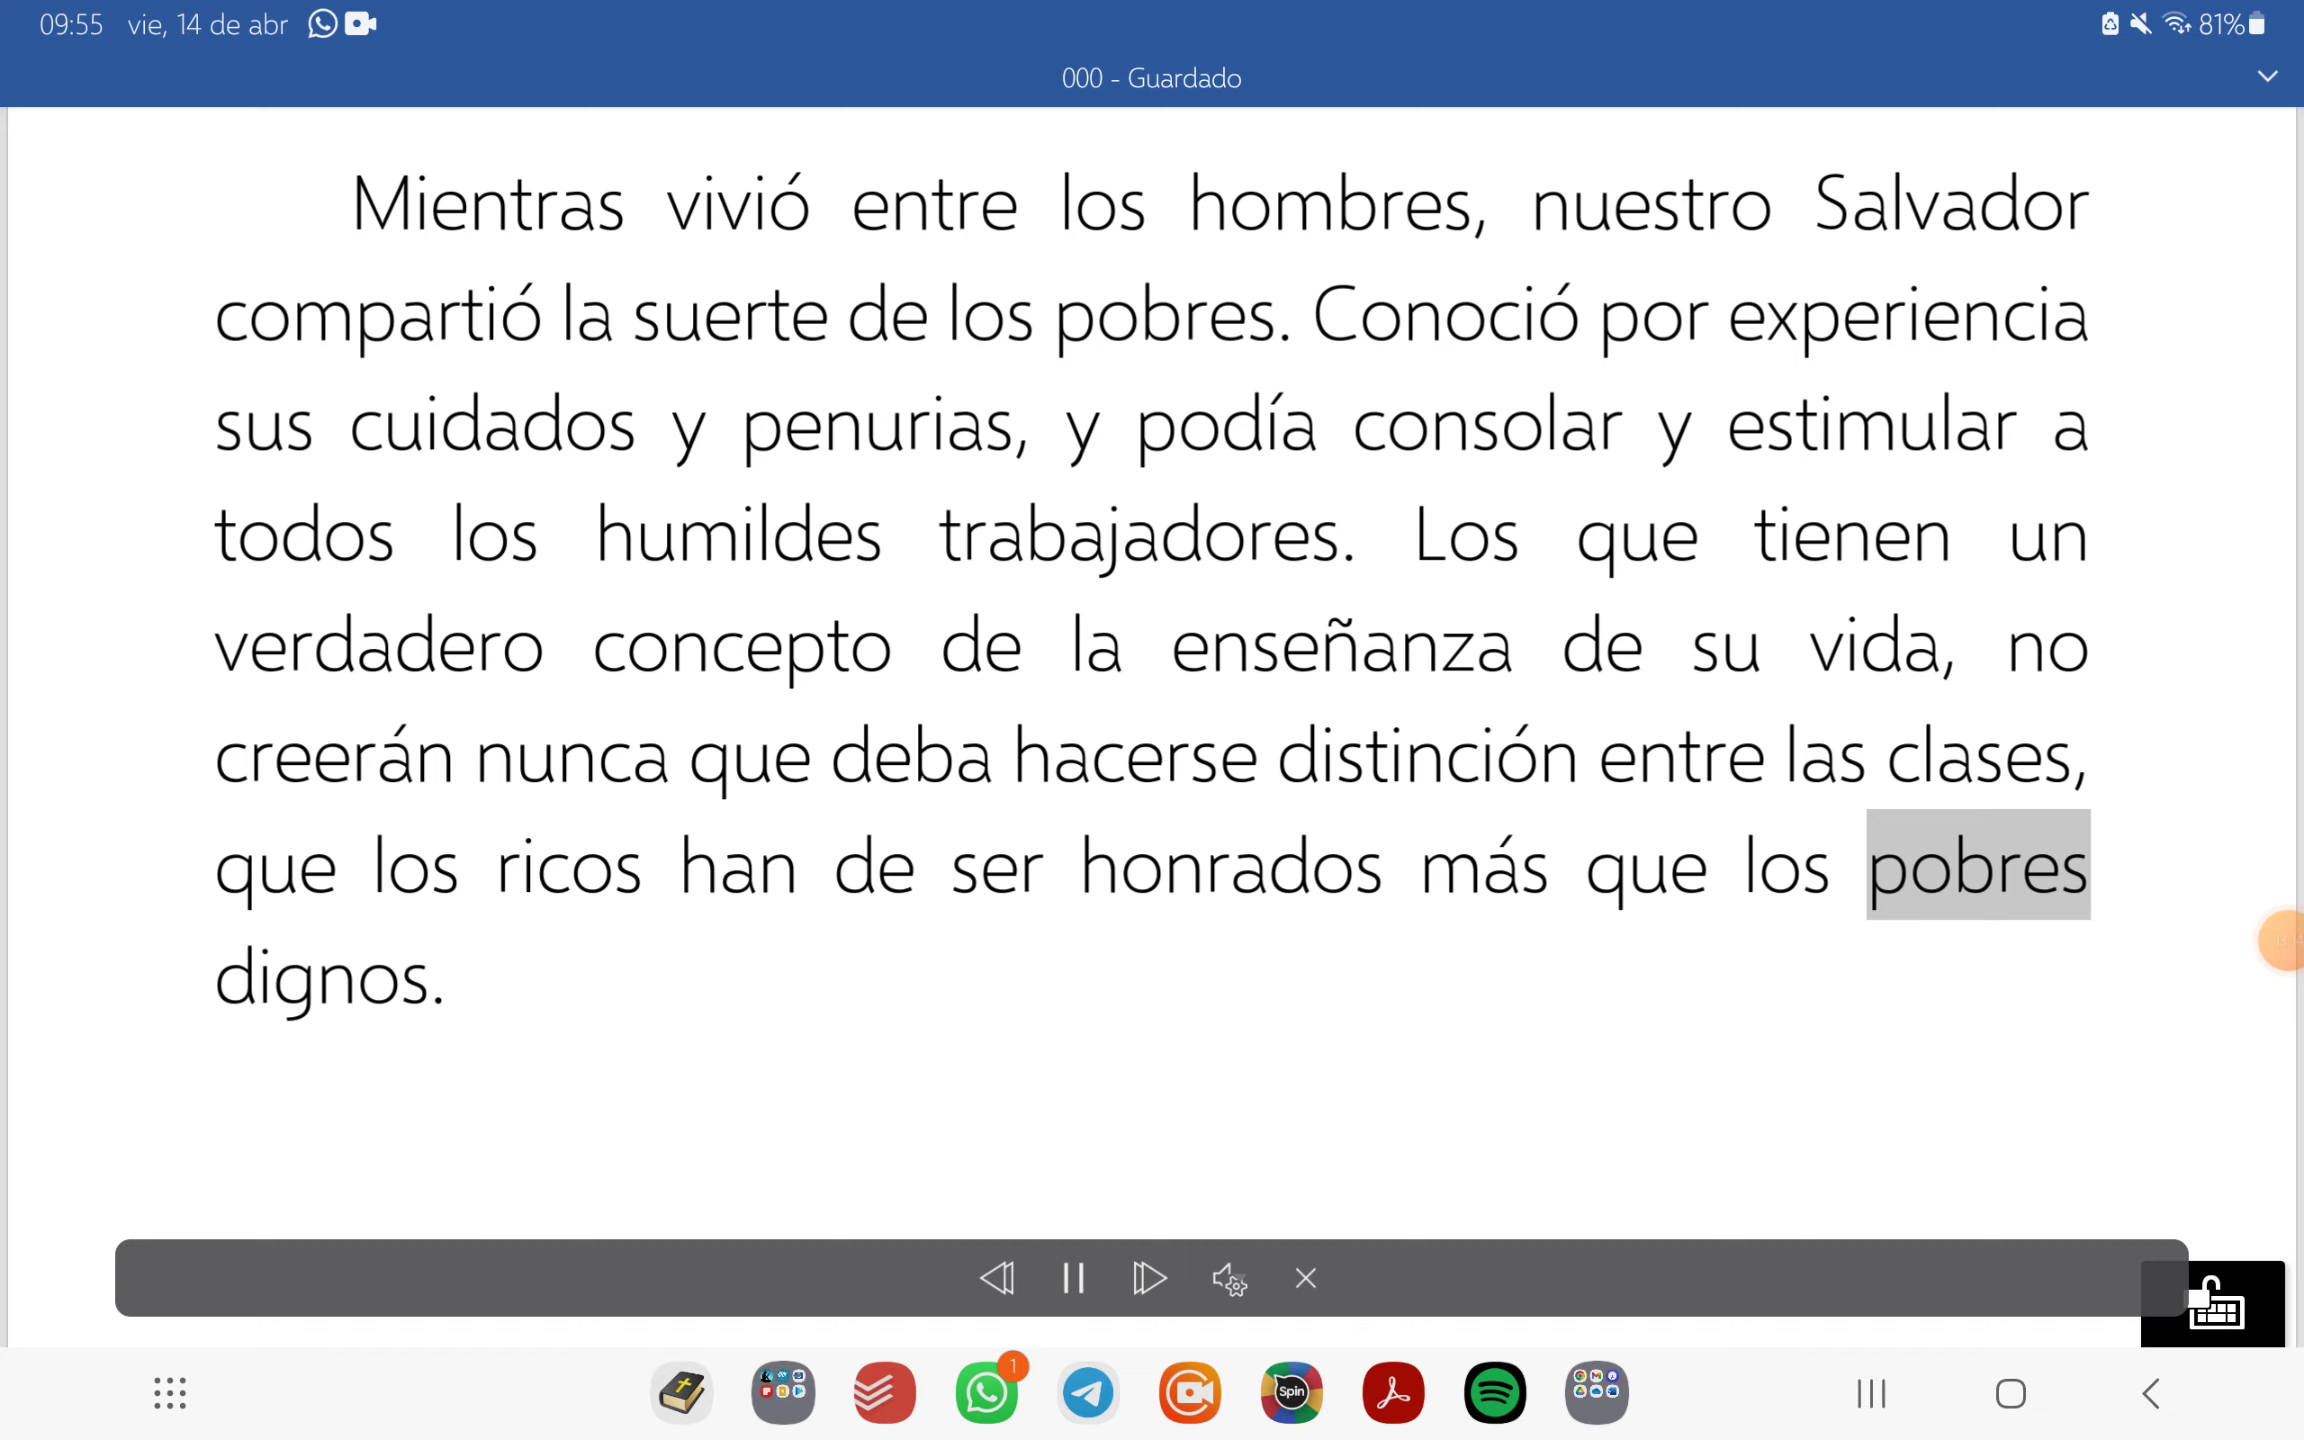 09:55 vie, 14 de abr
81%
000 - Guardado
Mientras vivió entre los hombres, nuestro Salvador
compartió la suerte de los pobres. Conoció por experiencia
sus cuidados y penurias, y podía consolar y estimular a
todos los humildes trabajadores. Los que tienen un
verdadero concepto de la enseñanza de su vida, no
creerán nunca que deba hacerse distinción entre las clases,
que los ricos han de ser honrados más que los pobres
dignos.
1
Spin